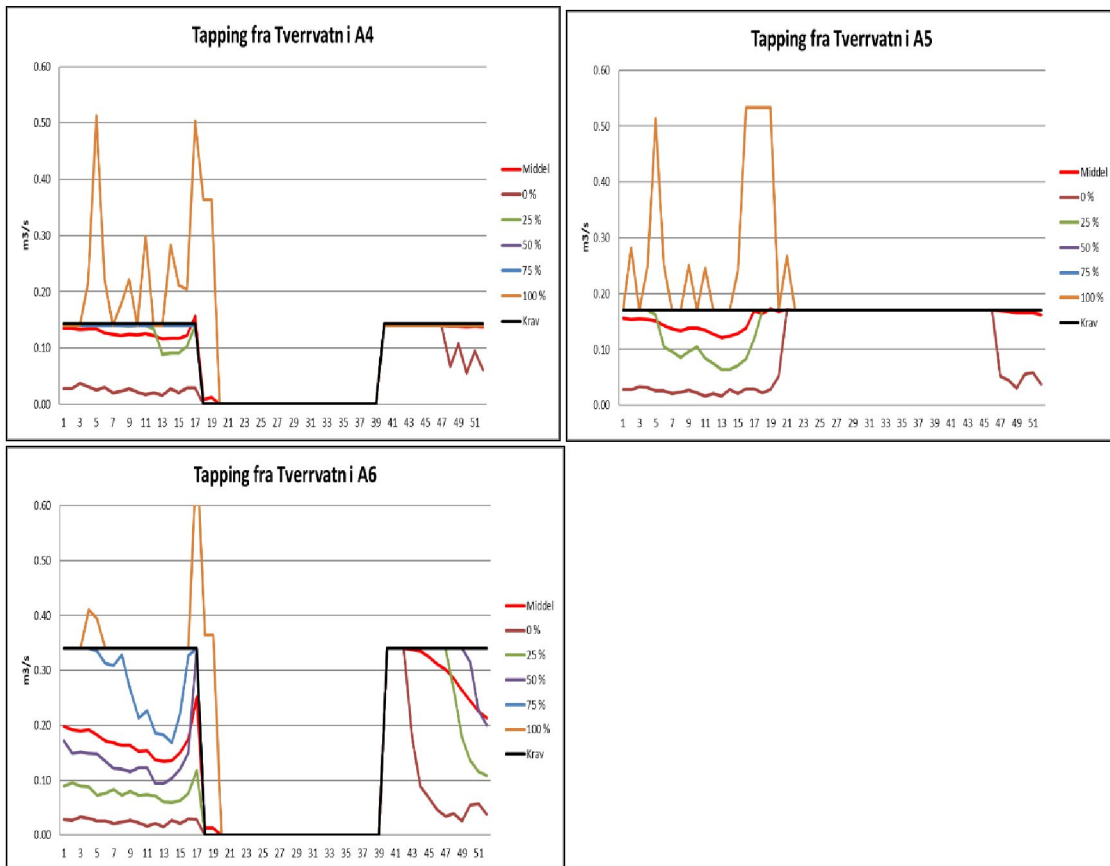 Tapping fra Tverrvatn i A4
0.60
0.50
0.40
0.30
0.20
0.10
0.00
m3/s
1 3 5 7 9 11 13 15 17 19 21 23 25 27 29 31 33 35 37 39 41 43 45 47 49 51
Middel
0 %
25 %
50 %
75 %
100 %
Krav
Tapping fra Tverrvatn i A5
0.60
0.50
0.40
0.30
0.20
0.10
0.00
m3/s
1 3 5 7 9 11 13 15 17 19 21 23 25 27 29 31 33 35 37 39 41 43 45 47 49 51
Middel
0 %
25 %
50 %
75 %
100 %
Krav
Tapping fra Tverrvatn i A6
0.60
0.50
0.40
0.30
0.20
0.10
0.00
m3/s
1 3 5 7 9 11 13 15 17 19 21 23 25 27 29 31 33 35 37 39 41 43 45 47 49 51
Middel
0 %
25 %
50 %
75 %
100 %
Krav